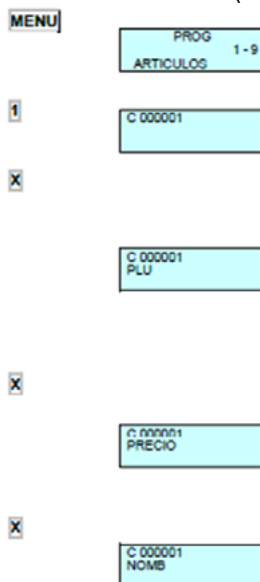 MENU
PROG
1-9
ARTICULOS
1
C 000001
X
C 000001
PLU
X
C 000001
PRECIO
X
C 000001
NOMB